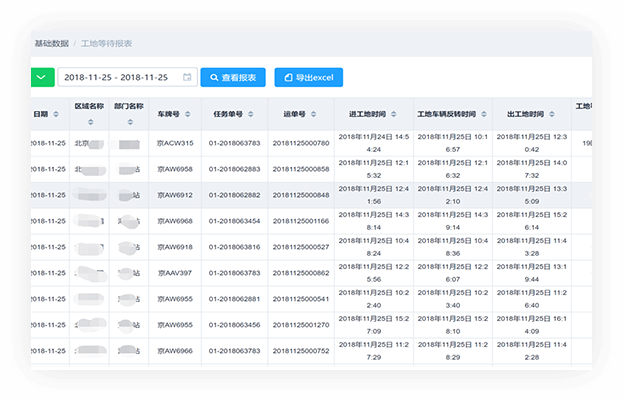 基础数据 / 工地等待报表
2018-11-25 - 2018-11-25 查看报表 导出excel
日期 区域名称 部门名称 车牌号 任务单号 运单号 进工地时间 工地车辆反转时间 出工地时间
2018-11-25 北京 京ACW315 01-2018063783 20181125000780 2018年11月24日 14:54:24 2018年11月25日 10:16:57 2018年11月25日 12:30:42
2018-11-25 北 站 京AW6958 01-2018062883 20181125000858 2018年11月25日 12:15:32 2018年11月25日 12:16:32 2018年11月25日 14:07:32
2018-11-25 站 京AW6912 01-2018062882 20181125000848 2018年11月25日 12:41:56 2018年11月25日 12:42:10 2018年11月25日 13:35:09
2018-11-25 站 京AW6968 01-2018063454 201811250001166 2018年11月25日 14:38:14 2018年11月25日 14:39:14 2018年11月25日 15:26:14
2018-11-25 站 京AW6918 01-2018063816 20181125000527 2018年11月25日 10:48:24 2018年11月25日 10:48:36 2018年11月25日 11:43:28
2018-11-25 站 京AAV397 01-2018063783 20181125000862 2018年11月25日 12:25:56 2018年11月25日 12:26:07 2018年11月25日 13:19:44
2018-11-25 站 京AW6955 01-2018062881 20181125000541 2018年11月25日 10:22:40 2018年11月25日 10:23:40 2018年11月25日 11:26:40
2018-11-25 站 京AW6955 01-2018063456 20181125001270 2018年11月25日 15:27:09 2018年11月25日 15:28:10 2018年11月25日 16:14:09
2018-11-25 站 京AW6966 01-2018063783 20181125000752 2018年11月25日 11:27:29 2018年11月25日 11:28:29 2018年11月25日 11:42:28